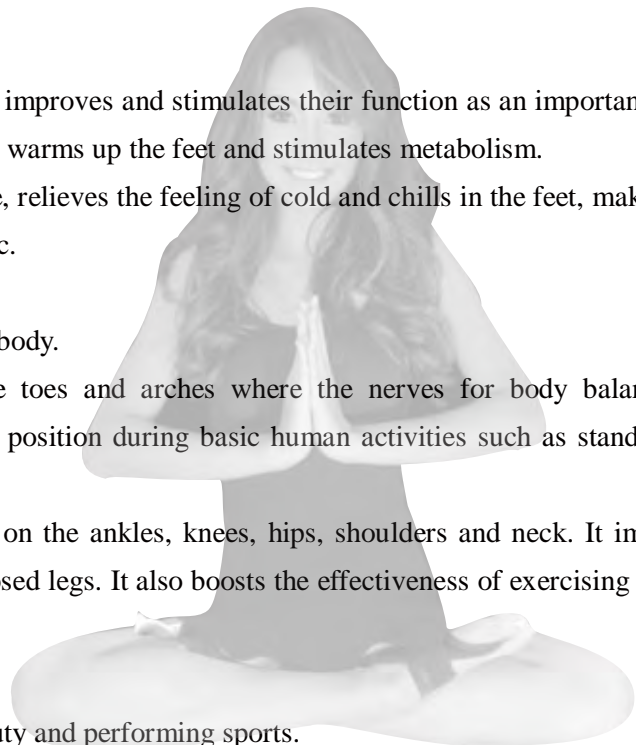 improves and stimulates their function as an importan
warms up the feet and stimulates metabolism.
, relieves the feeling of cold and chills in the feet, mak
c.
body.
e toes and arches where the nerves for body balan
position during basic human activities such as stand
on the ankles, knees, hips, shoulders and neck. It im
sed legs. It also boosts the effectiveness of exercising
uty and performing sports.